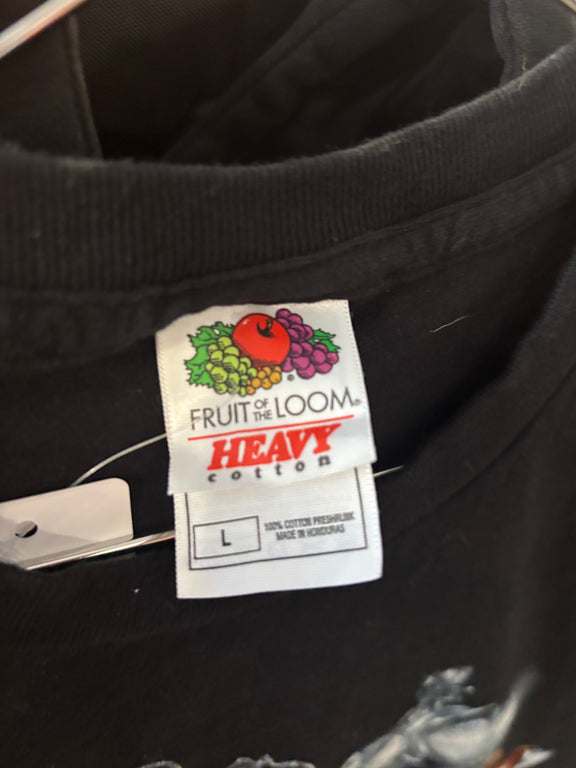 FRUIT OF THE LOOM®
HEAVY
cotton
L
100% COTTON PRESHRUNK
MADE IN HONDURAS